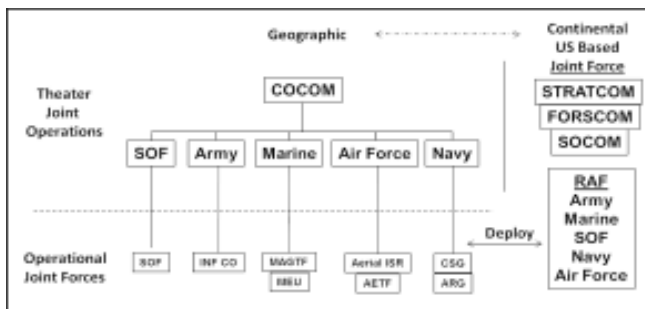 Geographic
Continental
US Based
Joint Force
Theater
Joint
Operations
COCOM
STRATCOM
FORSCOM
SOCOM
SOF Army Marine Air Force Navy
RAF
Army
Marine
SOF
Navy
Air Force
Deploy
Operational
Joint Forces
SOF INF CO MAGTF Aerial ISR CSG
MEU AETF ARG